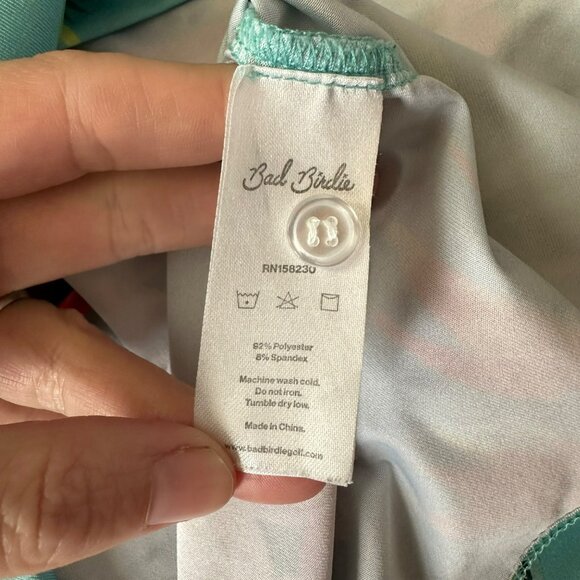 Bad Birdie
RN158230
92% Polyester
8% Spandex
Machine wash cold.
Do not iron.
Tumble dry low.
Made in China.
www.badbirdiegolf.com